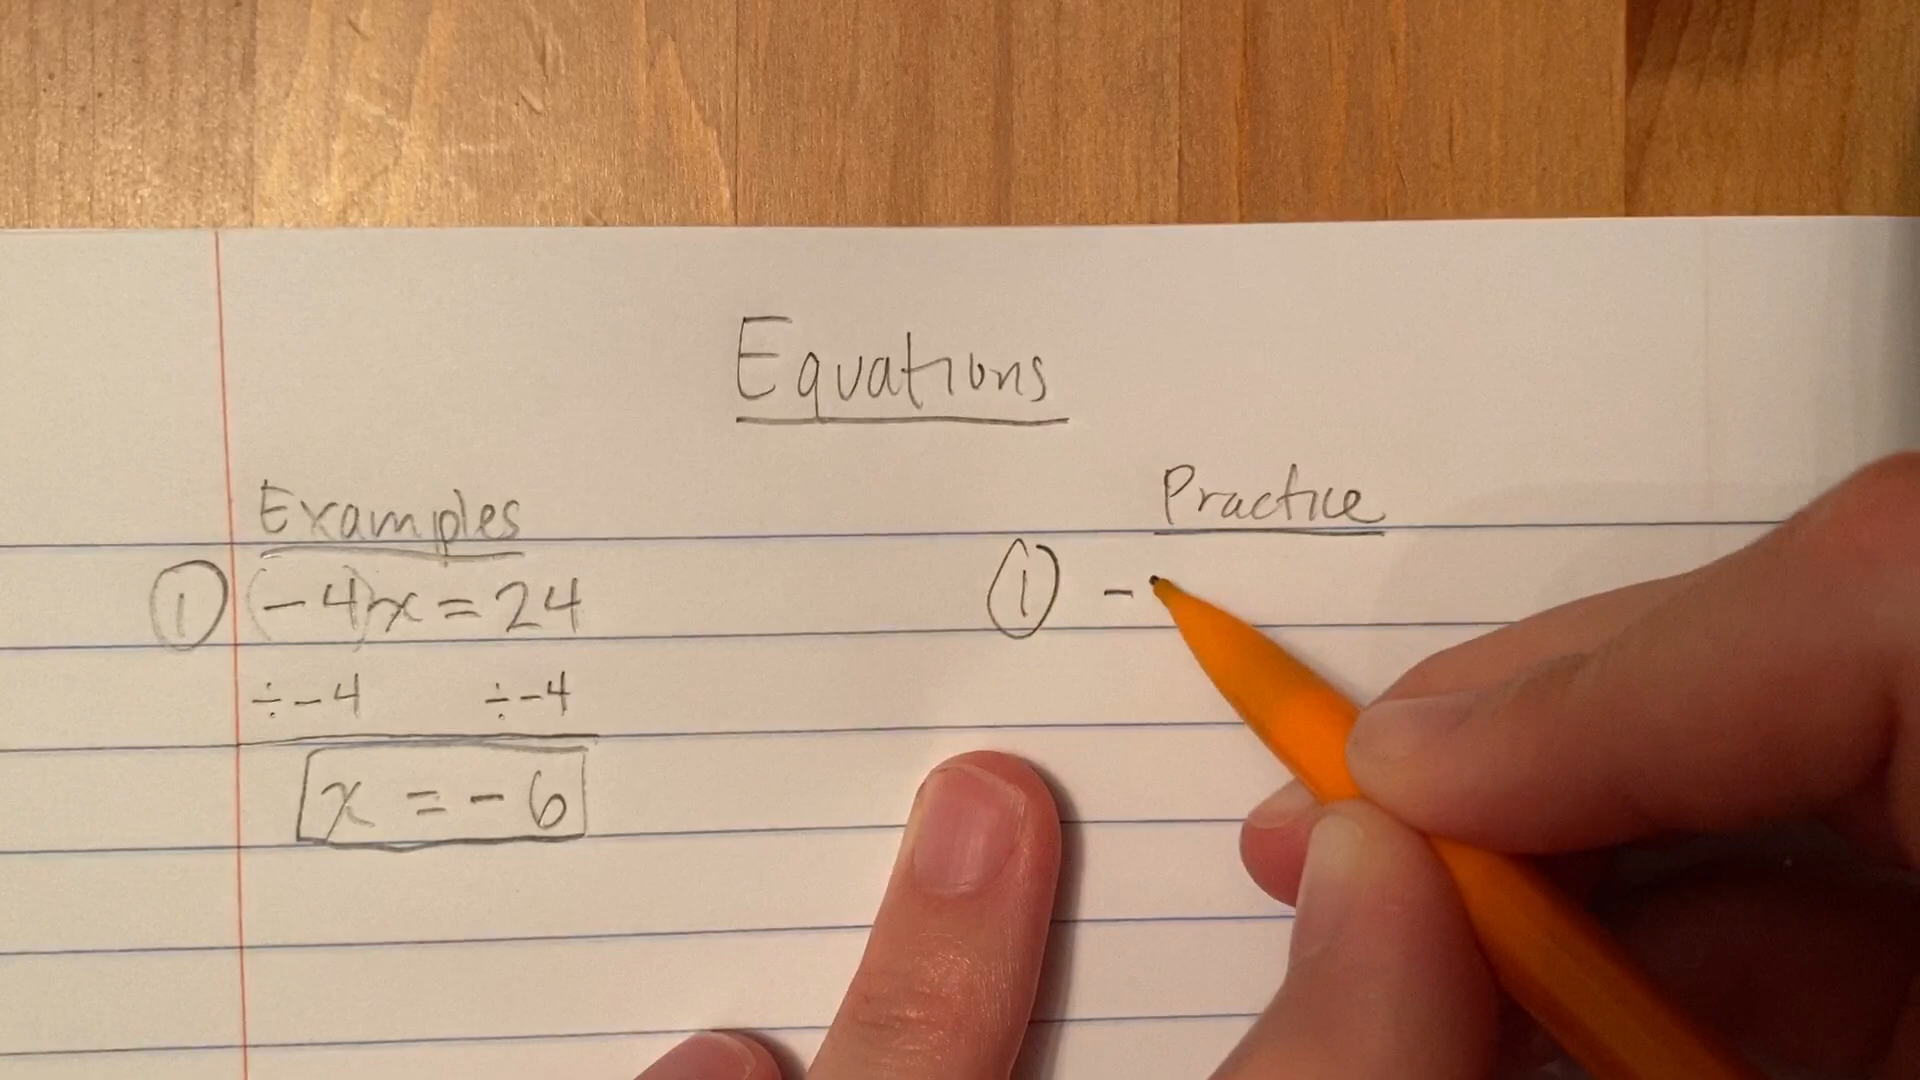 Equations
Examples
① (-4)x = 24
÷-4 ÷-4
x = -6
Practice
① -